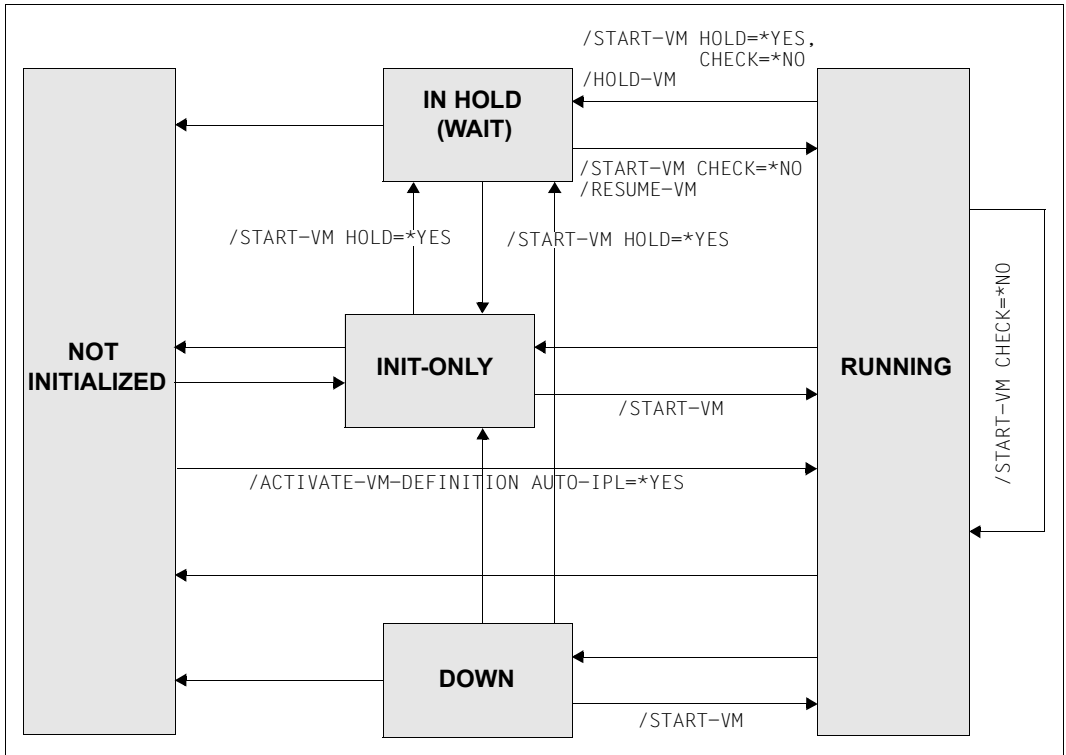 /START-VM HOLD=*YES,
CHECK=*NO
/HOLD-VM
IN HOLD
(WAIT)
/START-VM CHECK=*NO
/RESUME-VM
/START-VM HOLD=*YES
/START-VM HOLD=*YES
/START-VM CHECK=*NO
NOT
INITIALIZED
INIT-ONLY
RUNNING
/START-VM
/ACTIVATE-VM-DEFINITION AUTO-IPL=*YES
DOWN
/START-VM